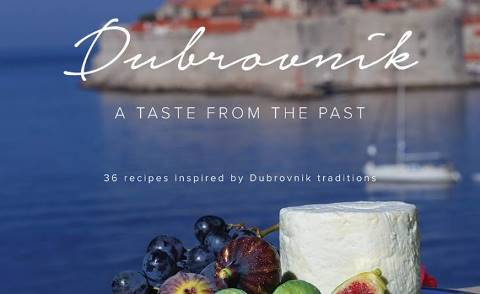 Dubrovnik
A TASTE FROM THE PAST
36 recipes inspired by Dubrovnik traditions